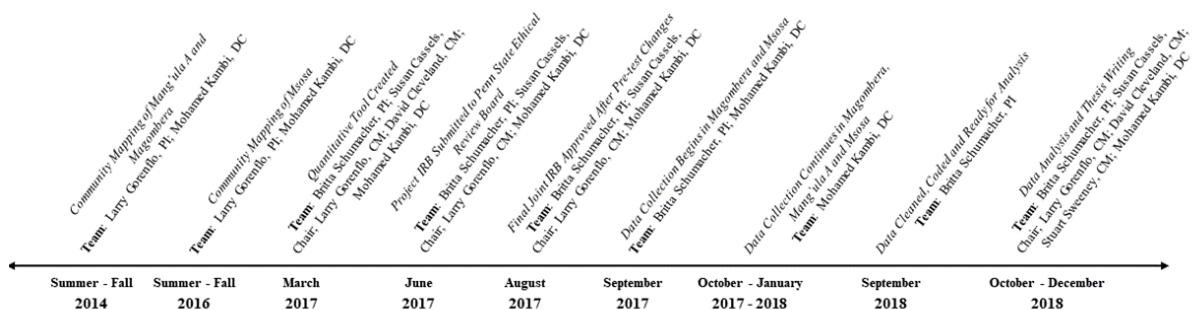 Community Mapping of Mang'ula A and
Magombera
Team: Larry Gorenflo, PI; Mohamed Kambi, DC
Community Mapping of Msosa
Team: Larry Gorenflo, PI; Mohamed Kambi, DC
Quantitative Tool Created
Team: Britta Schumacher, PI; Susan Cassels,
Chair; Larry Gorenflo, CM; David Cleveland, CM;
Mohamed Kambi, DC
Project IRB Submitted to Penn State Ethical
Review Board
Team: Britta Schumacher, PI; Susan Cassels,
Chair; Larry Gorenflo, CM; Mohamed Kambi, DC
Final Joint IRB Approved After Pre-test Changes
Team: Britta Schumacher, PI; Susan Cassels,
Chair; Larry Gorenflo, CM; Mohamed Kambi, DC
Data Collection Begins in Magombera and Msosa
Team: Britta Schumacher, PI; Mohamed Kambi, DC
Data Collection Continues in Magombera,
Mang'ula A and Msosa
Team: Mohamed Kambi, DC
Data Cleaned, Coded and Ready for Analysis
Team: Britta Schumacher, PI
Data Analysis and Thesis Writing
Team: Britta Schumacher, PI; Susan Cassels,
Chair; Larry Gorenflo, CM; David Cleveland, CM;
Stuart Sweeney, CM; Mohamed Kambi, DC
Summer - Fall
2014
Summer - Fall
2016
March
2017
June
2017
August
2017
September
2017
October - January
2017 - 2018
September
2018
October - December
2018